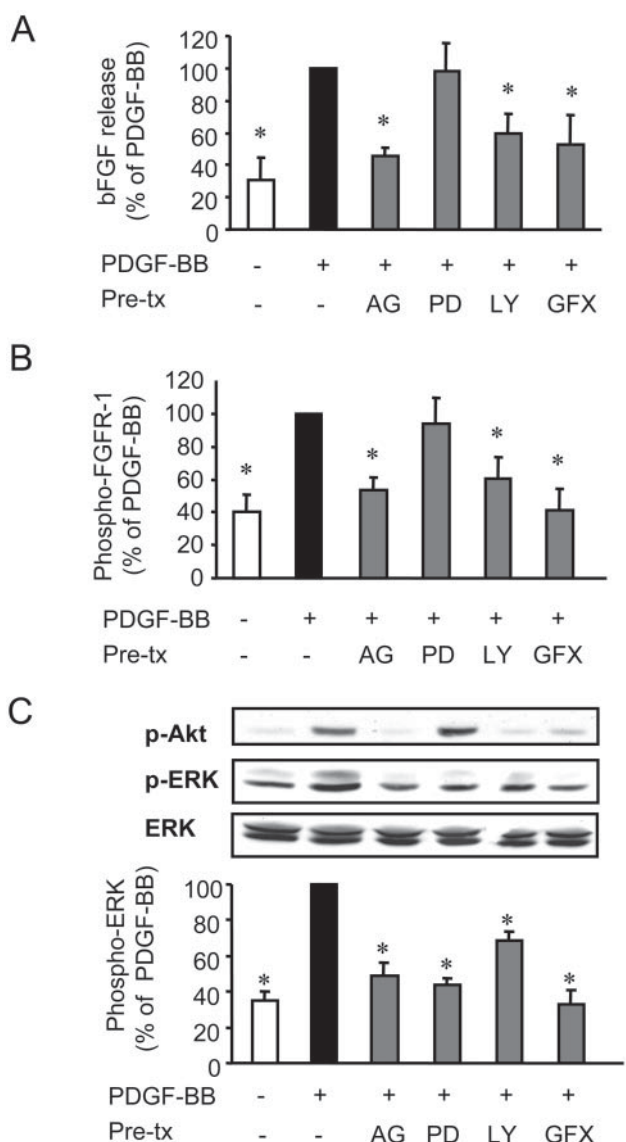 A
bFGF release
(% of PDGF-BB)
120
100
80
60
40
20
0
* * * *
PDGF-BB - + + + + +
Pre-tx - - AG PD LY GFX
B
Phospho-FGFR-1
(% of PDGF-BB)
120
100
80
60
40
20
0
* * * *
PDGF-BB - + + + + +
Pre-tx - - AG PD LY GFX
C
p-Akt
p-ERK
ERK
Phospho-ERK
(% of PDGF-BB)
100
80
60
40
20
0
* * * * *
PDGF-BB - + + + + +
Pre-tx - - AG PD LY GFX